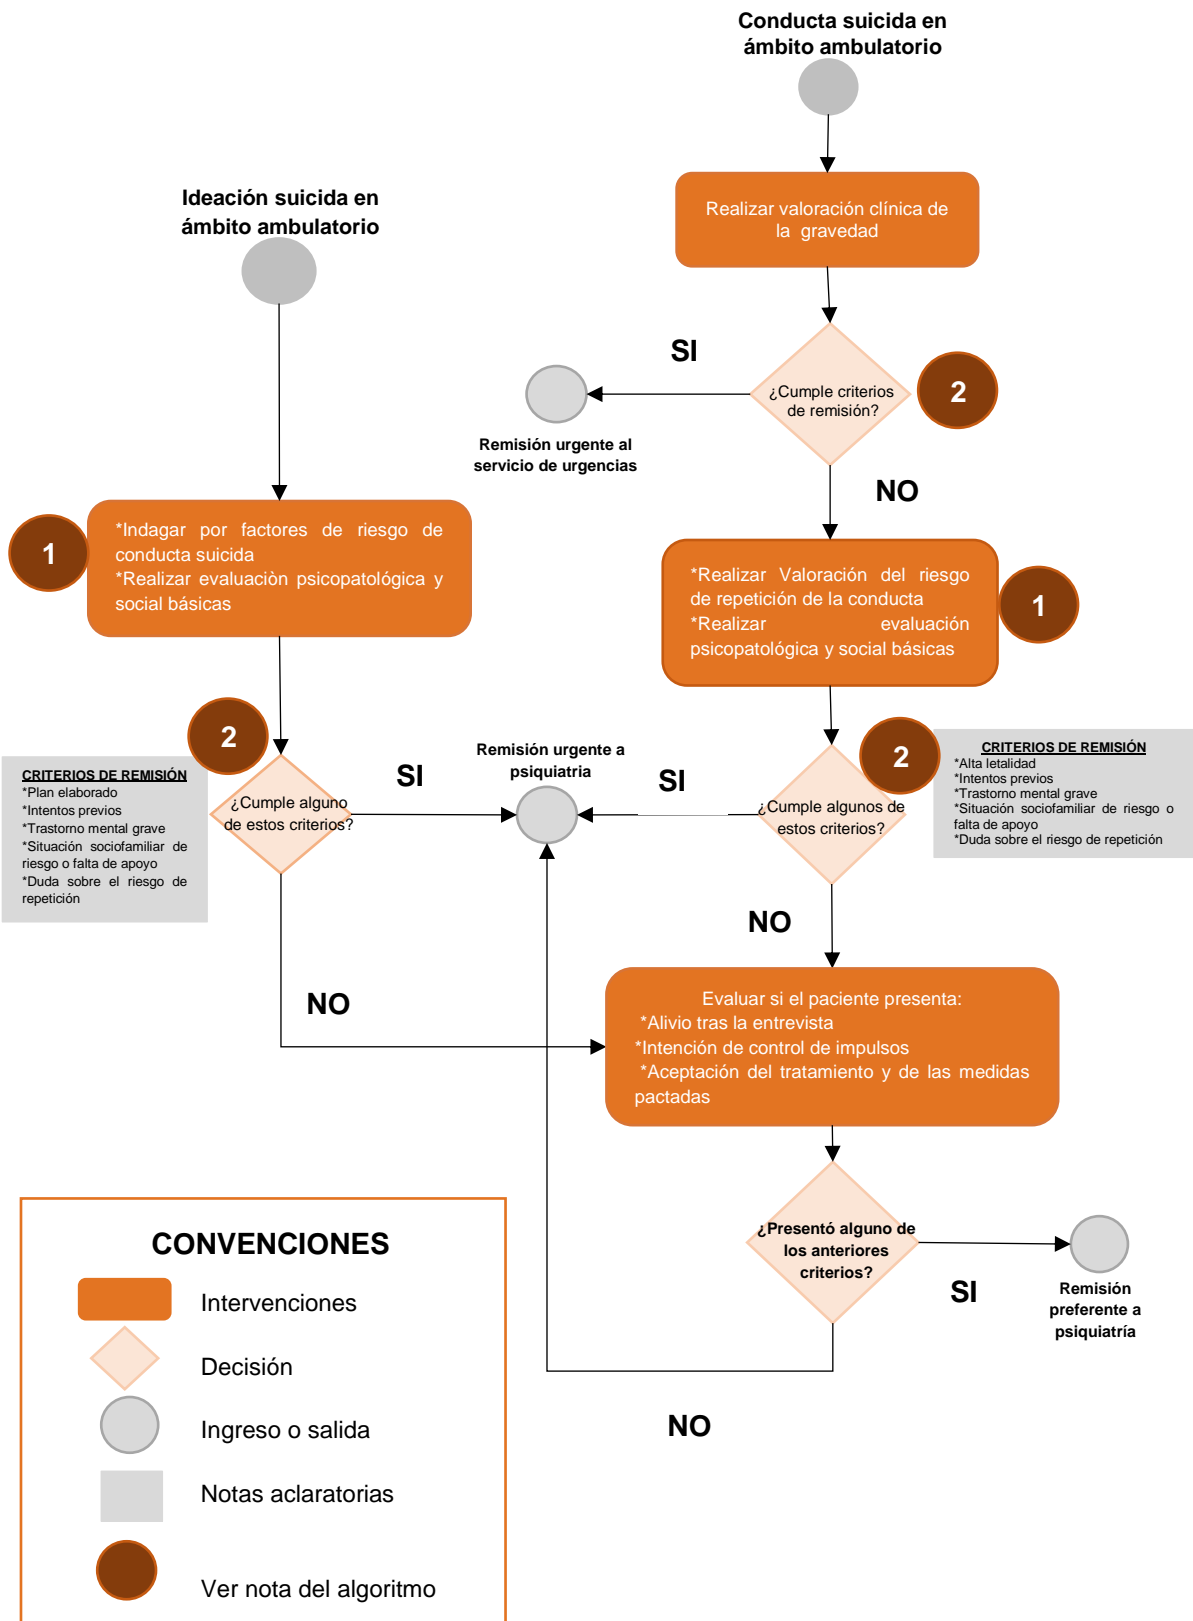 Conducta suicida en
ámbito ambulatorio
Realizar valoración clínica de
la gravedad
Ideación suicida en
ámbito ambulatorio
SI
¿Cumple criterios
de remisión?
2
Remisión urgente al
servicio de urgencias
NO
1
*Indagar por factores de riesgo de
conducta suicida
*Realizar evaluaciòn psicopatológica y
social básicas
*Realizar Valoración del riesgo
de repetición de la conducta
*Realizar evaluación
psicopatológica y social básicas
1
2
CRITERIOS DE REMISIÓN
*Plan elaborado
*Intentos previos
*Trastorno mental grave
*Situación sociofamiliar de
riesgo o falta de apoyo
*Duda sobre el riesgo de
repetición
¿Cumple alguno
de estos criterios?
SI
Remisión urgente a
psiquiatria
SI
¿Cumple algunos de
estos criterios?
2
CRITERIOS DE REMISIÓN
*Alta letalidad
*Intentos previos
*Trastorno mental grave
*Situación sociofamiliar de riesgo o
falta de apoyo
*Duda sobre el riesgo de repetición
NO
NO
Evaluar si el paciente presenta:
*Alivio tras la entrevista
*Intención de control de impulsos
*Aceptación del tratamiento y de las medidas
pactadas
¿Presentó alguno de
los anteriores
criterios?
SI
Remisión
preferente a
psiquiatría
NO
CONVENCIONES
Intervenciones
Decisión
Ingreso o salida
Notas aclaratorias
Ver nota del algoritmo